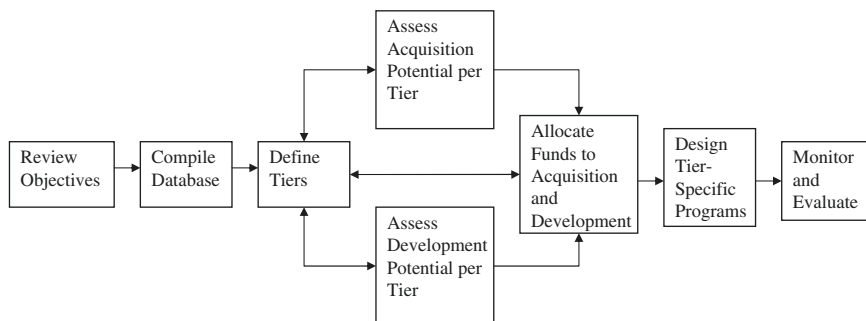 Review
Objectives
Compile
Database
Define
Tiers
Assess
Acquisition
Potential per
Tier
Assess
Development
Potential per
Tier
Allocate
Funds to
Acquisition
and
Development
Design
Tier-
Specific
Programs
Monitor
and
Evaluate